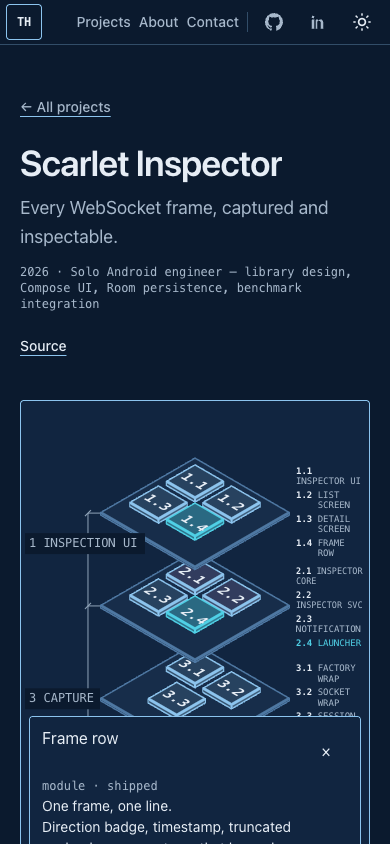 TH
Projects About Contact in
← All projects
Scarlet Inspector
Every WebSocket frame, captured and
inspectable.
2026 · Solo Android engineer — library design,
Compose UI, Room persistence, benchmark
integration
Source
1.1
1.3
1.2
1.4
1 INSPECTION UI
1.1
INSPECTOR UI
1.2 LIST
SCREEN
1.3 DETAIL
SCREEN
1.4 FRAME
ROW
2.1
2.3
2.2
2.4
2.1 INSPECTOR
CORE
2.2
INSPECTOR SVC
2.3
NOTIFICATION
2.4 LAUNCHER
3.1
3.2
3.3
3 CAPTURE
3.1 FACTORY
WRAP
3.2 SOCKET
WRAP
3.3 SESSION
Frame row
×
module · shipped
One frame, one line.
Direction badge, timestamp, truncated